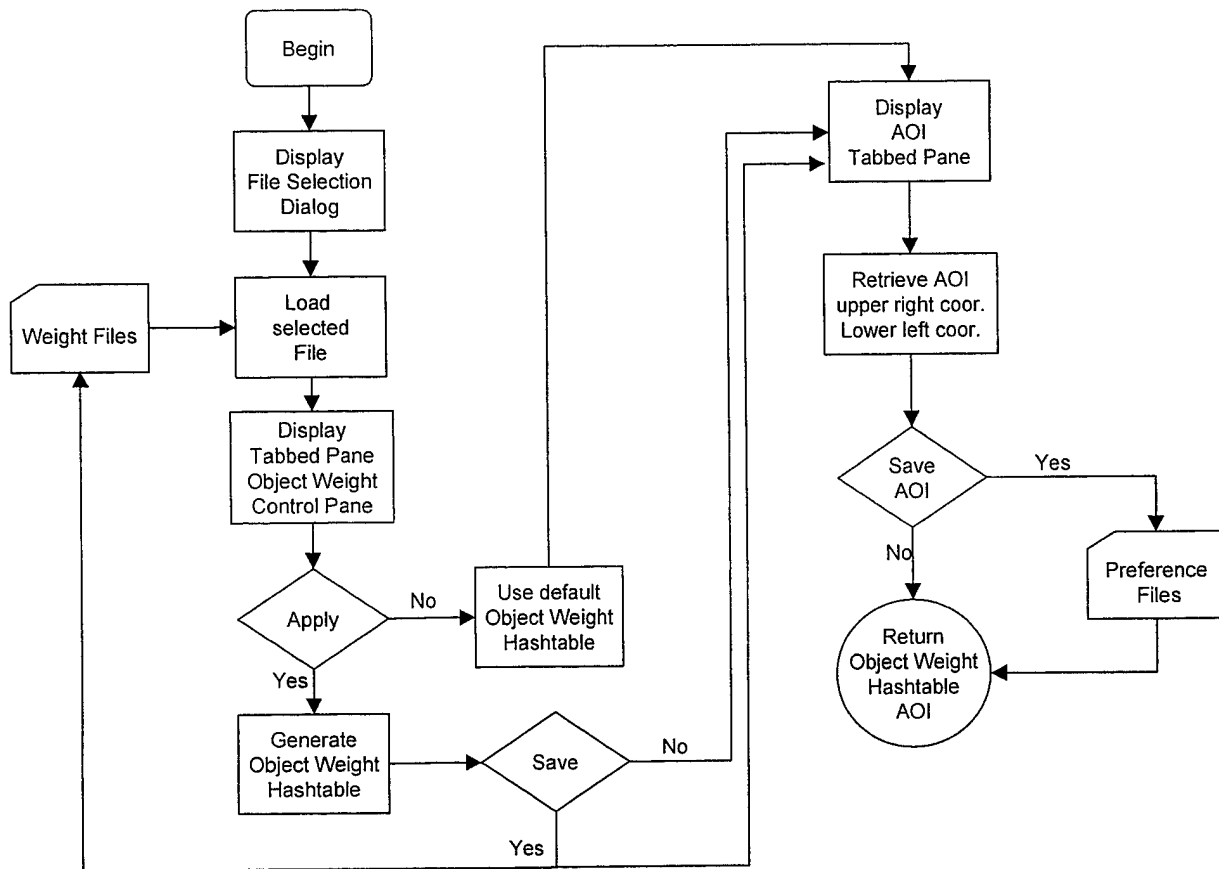 Begin
Display
File Selection
Dialog
Weight Files
Load
selected
File
Display
Tabbed Pane
Object Weight
Control Pane
Apply
No
Use default
Object Weight
Hashtable
Yes
Generate
Object Weight
Hashtable
Save
No
Yes
Display
AOI
Tabbed Pane
Retrieve AOI
upper right coor.
Lower left coor.
Save
AOI
Yes
No
Preference
Files
Return
Object Weight
Hashtable
AOI